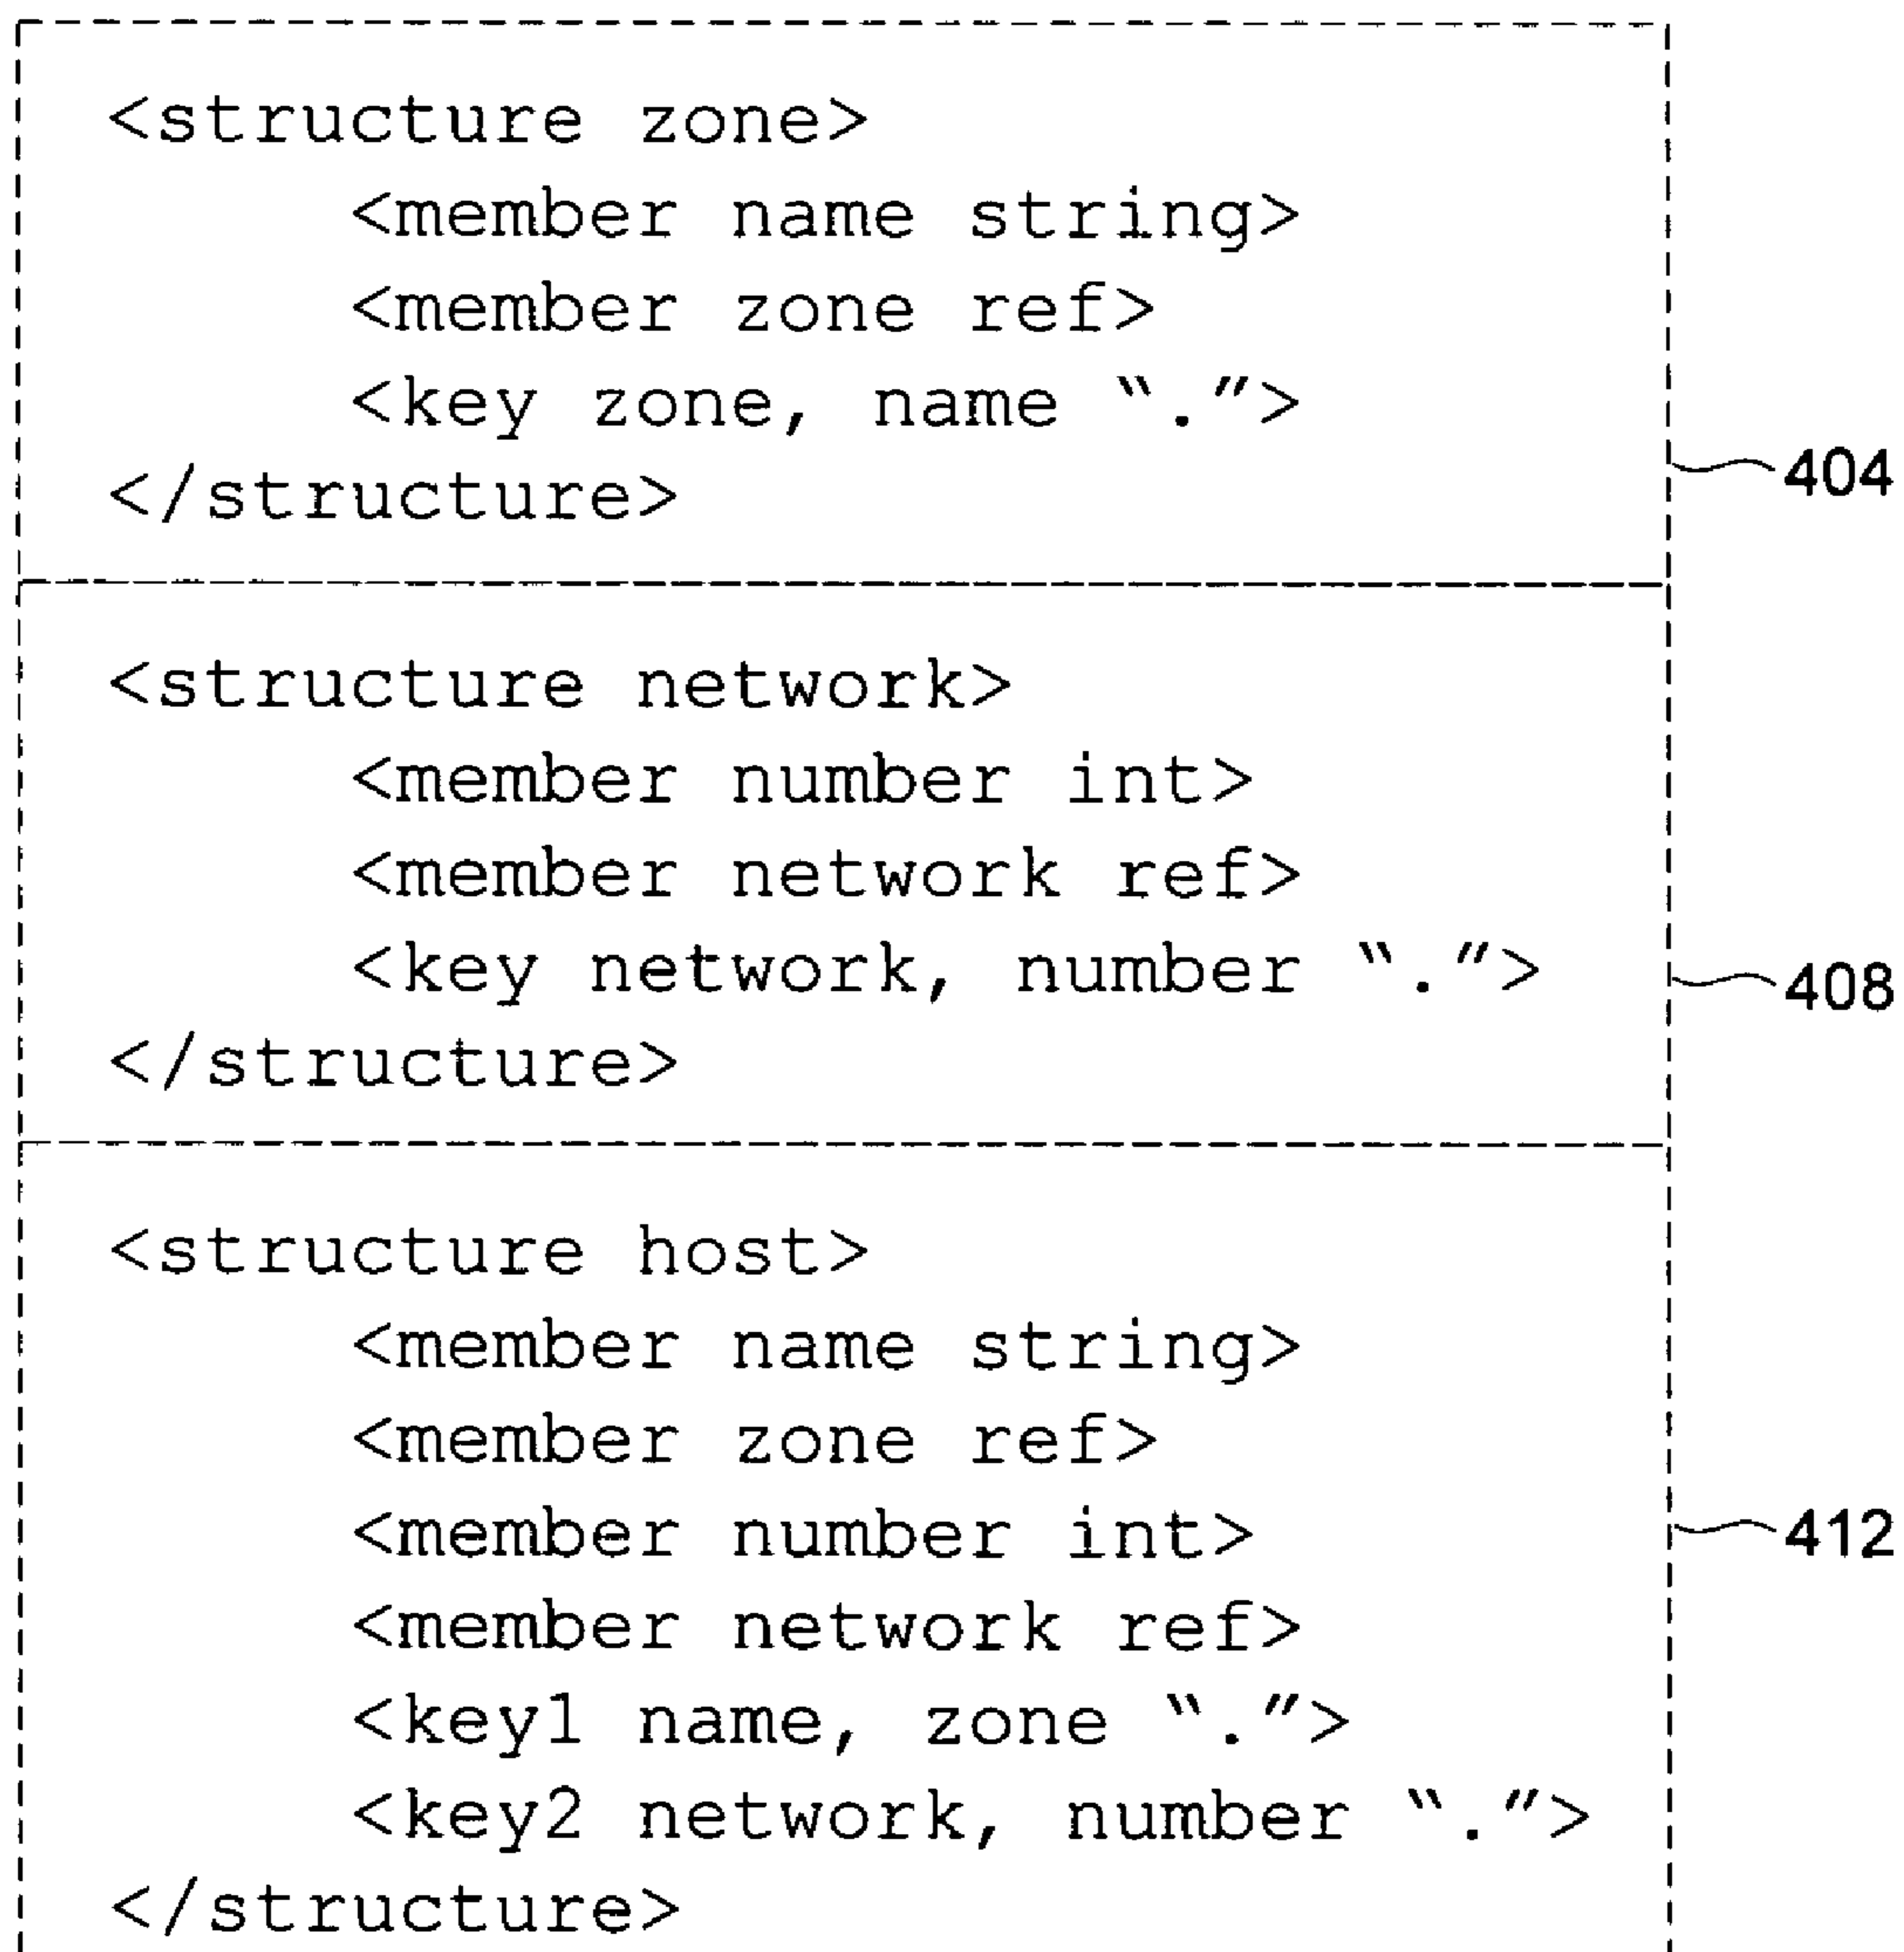 <structure zone>
<member name string>
<member zone ref>
<key zone, name “.”>
</structure>
404
<structure network>
<member number int>
<member network ref>
<key network, number “.”>
</structure>
408
<structure host>
<member name string>
<member zone ref>
<member number int>
<member network ref>
<key1 name, zone “.”>
<key2 network, number “.”>
</structure>
412